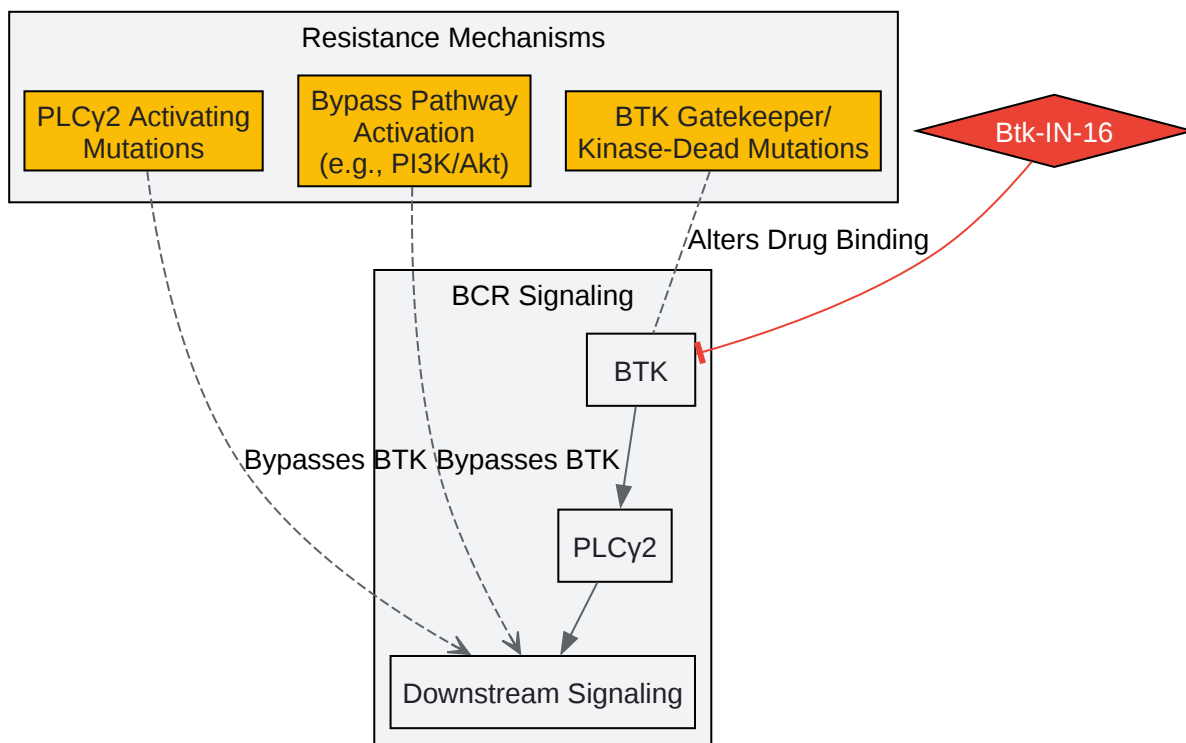 Resistance Mechanisms
PLCγ2 Activating
Mutations
Bypass Pathway
Activation
(e.g., PI3K/Akt)
BTK Gatekeeper/
Kinase-Dead Mutations
Btk-IN-16
Alters Drug Binding
BCR Signaling
BTK
Bypasses BTK
Bypasses BTK
PLCγ2
Downstream Signaling